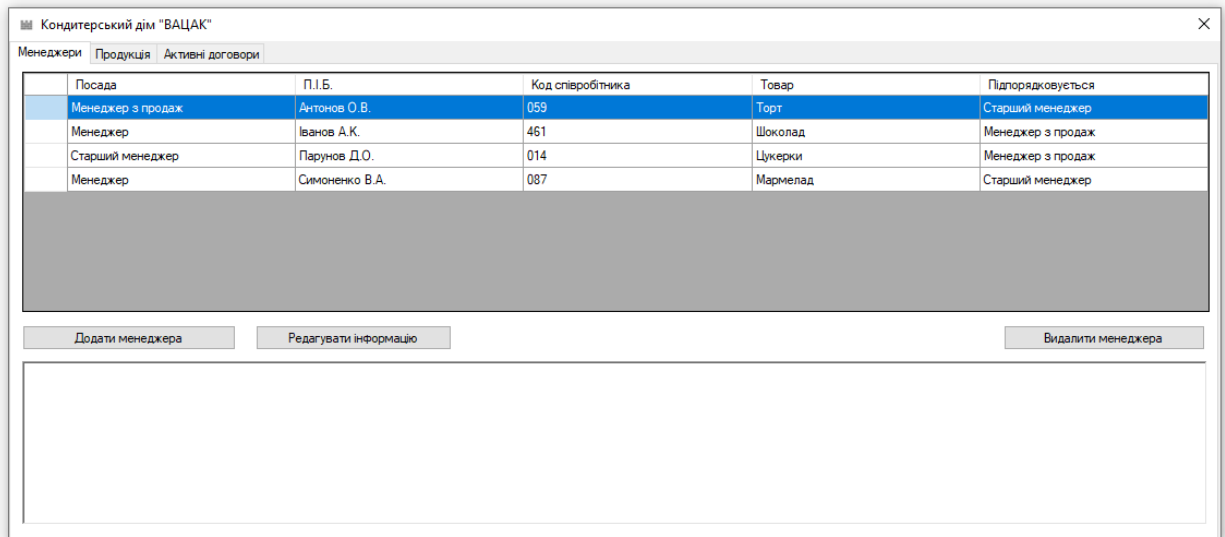 Кондитерський дім "ВАЦАК"
Менеджери Продукція Активні договори
Посада П.І.Б. Код співробітника Товар Підпорядковується
Менеджер з продаж Антонов О.В. 059 Торт Старший менеджер
Менеджер Іванов А.К. 461 Шоколад Менеджер з продаж
Старший менеджер Парунов Д.О. 014 Цукерки Менеджер з продаж
Менеджер Симоненко В.А. 087 Мармелад Старший менеджер
Додати менеджера Редагувати інформацію Видалити менеджера